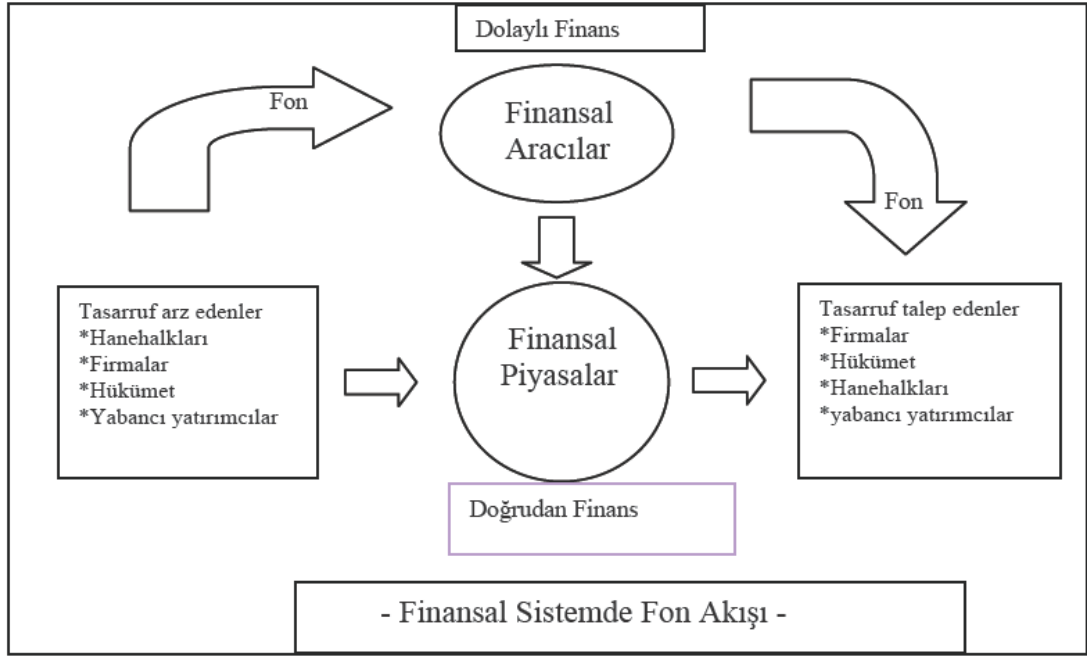 Dolaylı Finans
Fon
Finansal
Aracılar
Fon
Tasarruf arz edenler
*Hanehalkları
*Firmalar
*Hükümet
*Yabancı yatırımcılar
Finansal
Piyasalar
Tasarruf talep edenler
*Firmalar
*Hükümet
*Hanehalkları
*yabancı yatırımcılar
Doğrudan Finans
- Finansal Sistemde Fon Akışı -